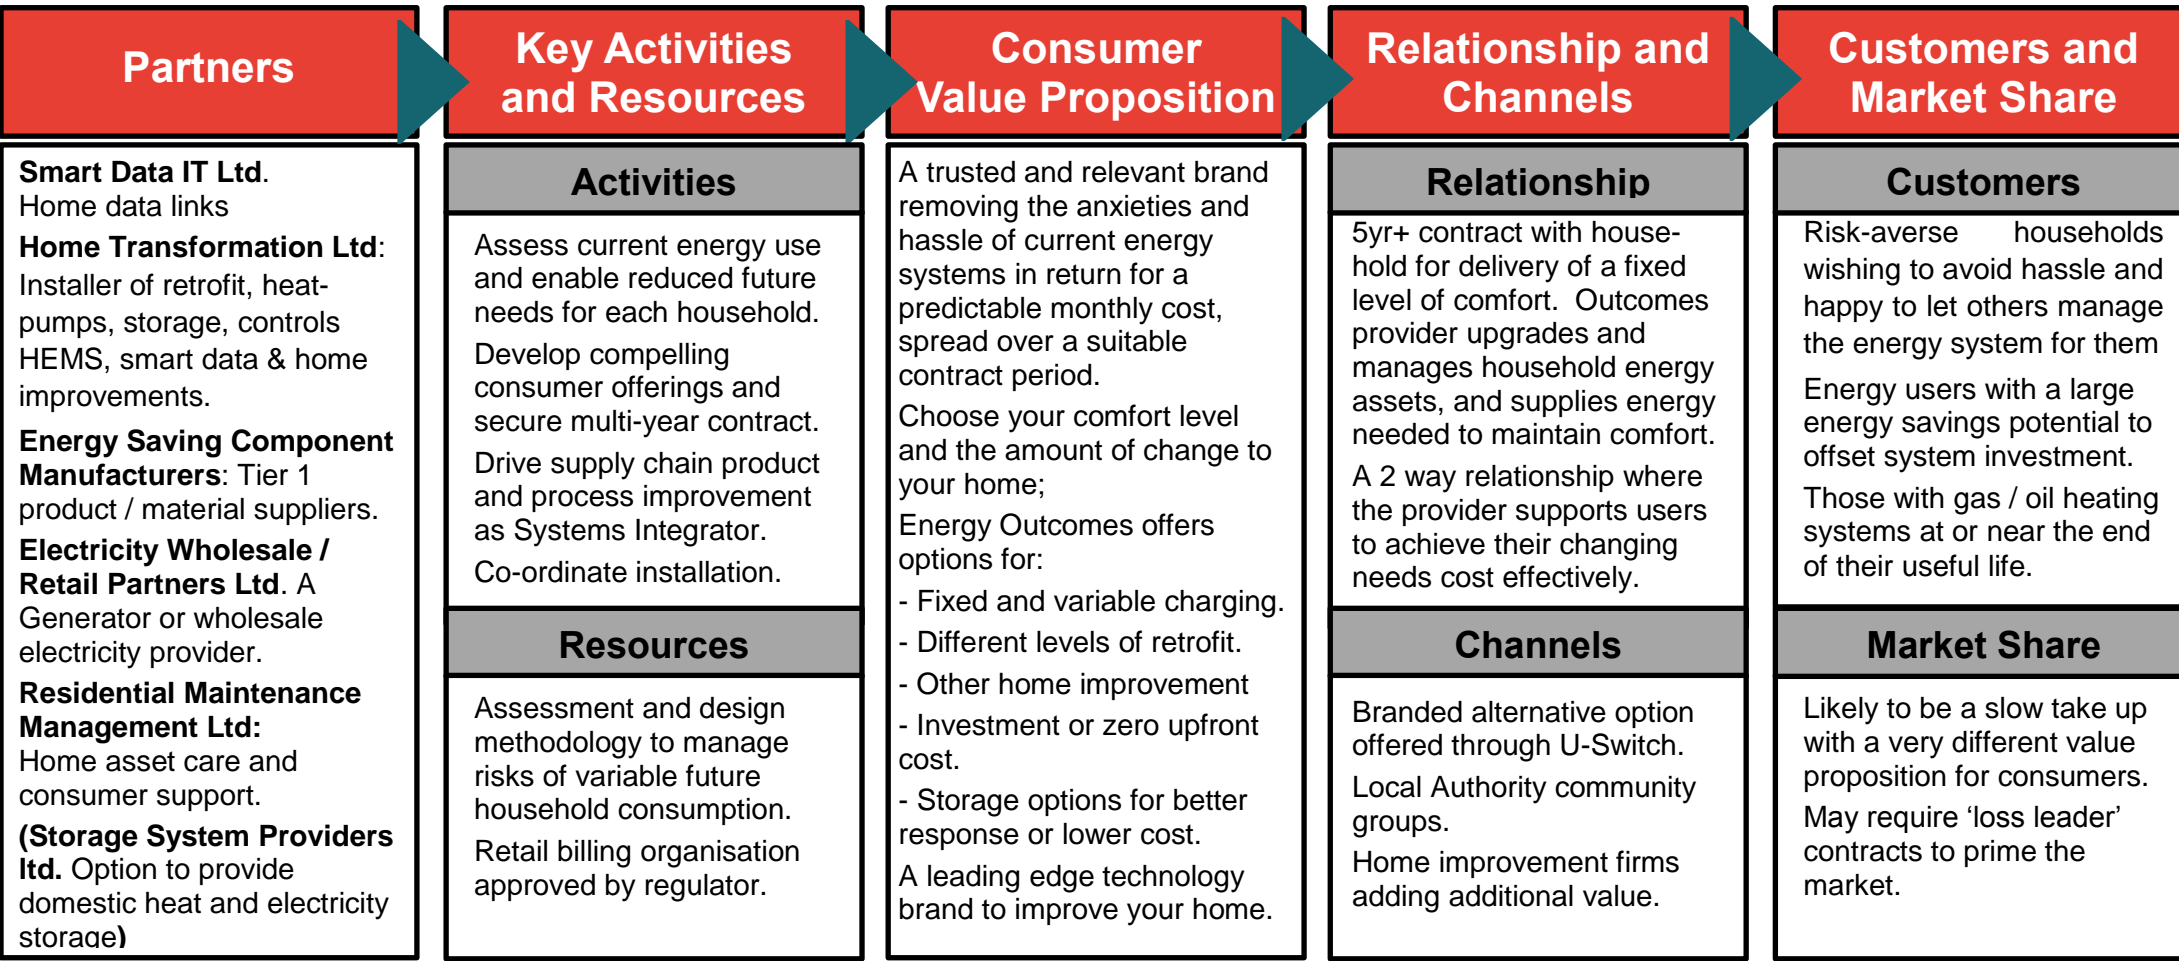 Partners
Smart Data IT Ltd.
Home data links
Home Transformation Ltd:
Installer of retrofit, heat-
pumps, storage, controls
HEMS, smart data & home
improvements.
Energy Saving Component
Manufacturers: Tier 1
product / material suppliers.
Electricity Wholesale /
Retail Partners Ltd. A
Generator or wholesale
electricity provider.
Residential Maintenance
Management Ltd:
Home asset care and
consumer support.
(Storage System Providers
ltd. Option to provide
domestic heat and electricity
storage)
Key Activities
and Resources
Activities
Assess current energy use
and enable reduced future
needs for each household.
Develop compelling
consumer offerings and
secure multi-year contract.
Drive supply chain product
and process improvement
as Systems Integrator.
Co-ordinate installation.
Resources
Assessment and design
methodology to manage
risks of variable future
household consumption.
Retail billing organisation
approved by regulator.
Consumer
Value Proposition
A trusted and relevant brand
removing the anxieties and
hassle of current energy
systems in return for a
predictable monthly cost,
spread over a suitable
contract period.
Choose your comfort level
and the amount of change to
your home;
Energy Outcomes offers
options for:
- Fixed and variable charging.
- Different levels of retrofit.
- Other home improvement
- Investment or zero upfront
cost.
- Storage options for better
response or lower cost.
A leading edge technology
brand to improve your home.
Relationship and
Channels
Relationship
5yr+ contract with house-
hold for delivery of a fixed
level of comfort.  Outcomes
provider upgrades and
manages household energy
assets, and supplies energy
needed to maintain comfort.
A 2 way relationship where
the provider supports users
to achieve their changing
needs cost effectively.
Channels
Branded alternative option
offered through U-Switch.
Local Authority community
groups.
Home improvement firms
adding additional value.
Customers and
Market Share
Customers
Risk-averse households
wishing to avoid hassle and
happy to let others manage
the energy system for them
Energy users with a large
energy savings potential to
offset system investment.
Those with gas / oil heating
systems at or near the end
of their useful life.
Market Share
Likely to be a slow take up
with a very different value
proposition for consumers.
May require ‘loss leader’
contracts to prime the
market.